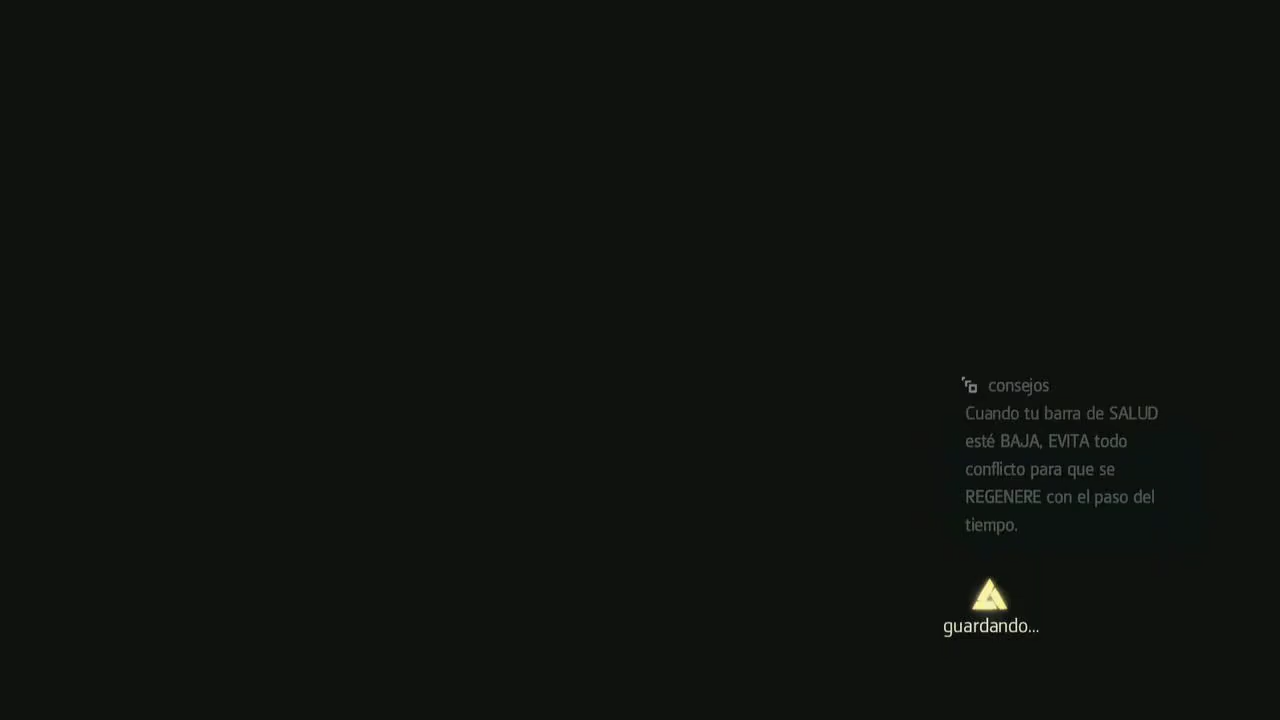 consejos
Cuando tu barra de SALUD
esté BAJA, EVITA todo
conflicto para que se
REGENERE con el paso del
tiempo.
guardando...